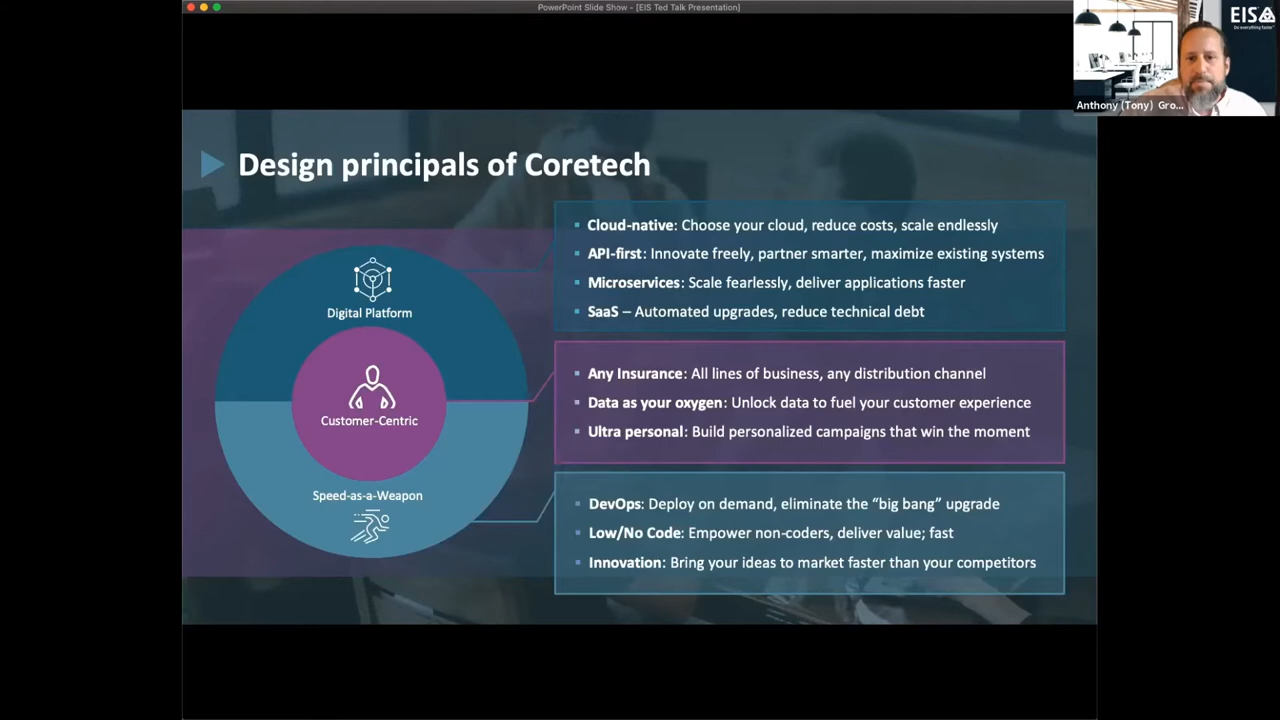 PowerPoint Slide Show - [EIS Ted Talk Presentation]
EIS
Do everything faster
Anthony (Tony) Gro...
Design principals of Coretech
Digital Platform
Customer-Centric
Speed-as-a-Weapon
Cloud-native: Choose your cloud, reduce costs, scale endlessly
API-first: Innovate freely, partner smarter, maximize existing systems
Microservices: Scale fearlessly, deliver applications faster
SaaS – Automated upgrades, reduce technical debt
Any Insurance: All lines of business, any distribution channel
Data as your oxygen: Unlock data to fuel your customer experience
Ultra personal: Build personalized campaigns that win the moment
DevOps: Deploy on demand, eliminate the “big bang” upgrade
Low/No Code: Empower non-coders, deliver value; fast
Innovation: Bring your ideas to market faster than your competitors